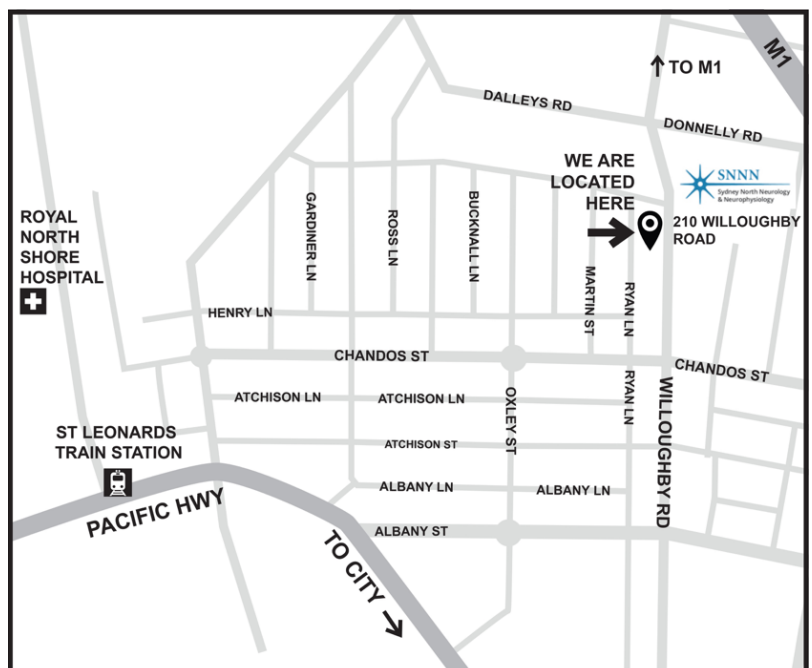 M1
TO M1
DALLEYS RD
DONNELLY RD
WE ARE
LOCATED
HERE
SNNN
Sydney North Neurology
& Neurophysiology
210 WILLOUGHBY
ROAD
ROYAL
NORTH
SHORE
HOSPITAL
GARDINER LN
ROSS LN
BUCKNALL LN
MARTIN ST
RYAN LN
HENRY LN
CHANDOS ST
CHANDOS ST
ATCHISON LN
ATCHISON LN
OXLEY ST
RYAN LN
WILLOUGHBY RD
ST LEONARDS
TRAIN STATION
ATCHISON ST
ALBANY LN
ALBANY LN
PACIFIC HWY
ALBANY ST
TO CITY